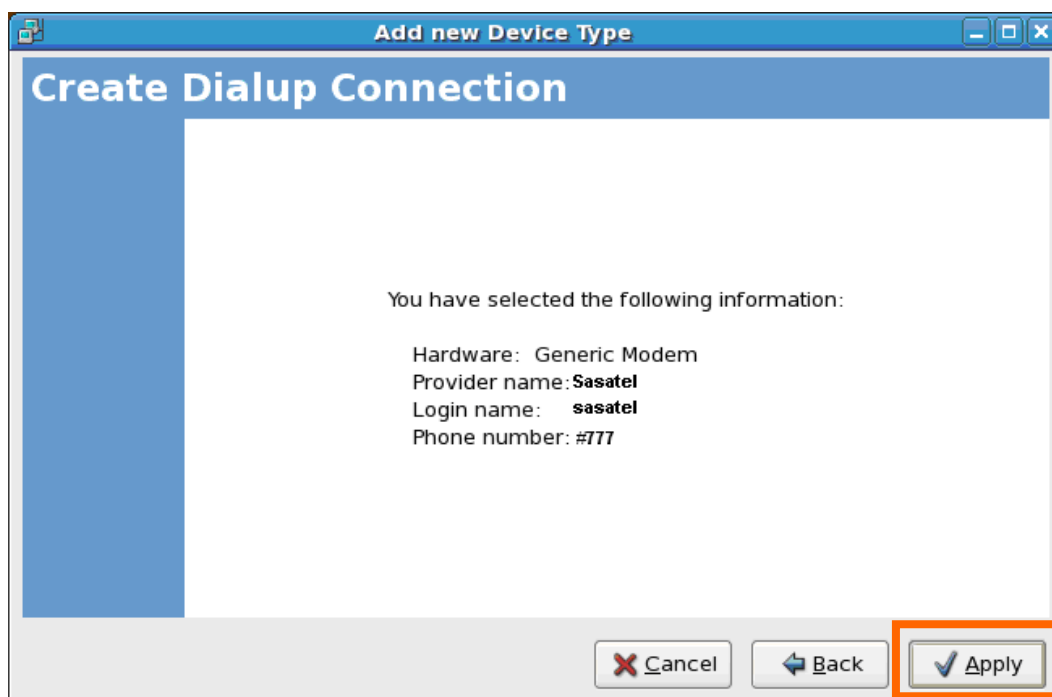 Add new Device Type
Create Dialup Connection
You have selected the following information:
Hardware: Generic Modem
Provider name: Sasatel
Login name: sasatel
Phone number: #777
Cancel
Back
Apply